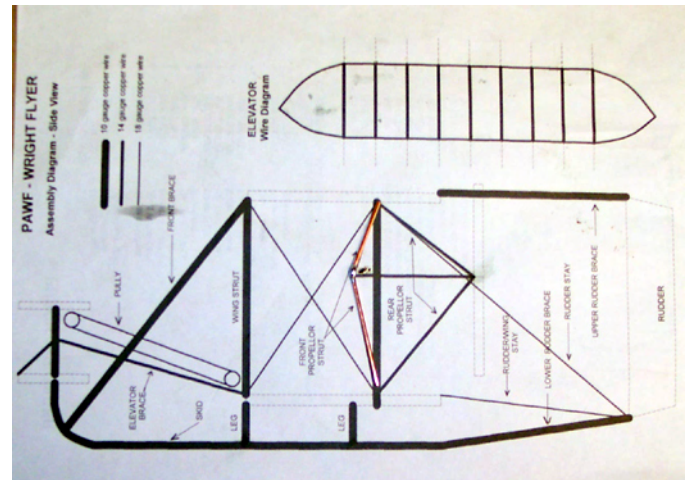 PAWF - WRIGHT FLYER
Assembly Diagram - Side View
10 gauge copper wire
14 gauge copper wire
18 gauge copper wire
ELEVATOR
Wire Diagram
FRONT BRACE
PULLY
ELEVATOR
BRACE
SKID
WING STRUT
LEG
LEG
FRONT
PROPELLOR
STRUT
REAR
PROPELLOR
STRUT
RUDDER/WING
STAY
LOWER RUDDER BRACE
RUDDER STAY
UPPER RUDDER BRACE
RUDDER